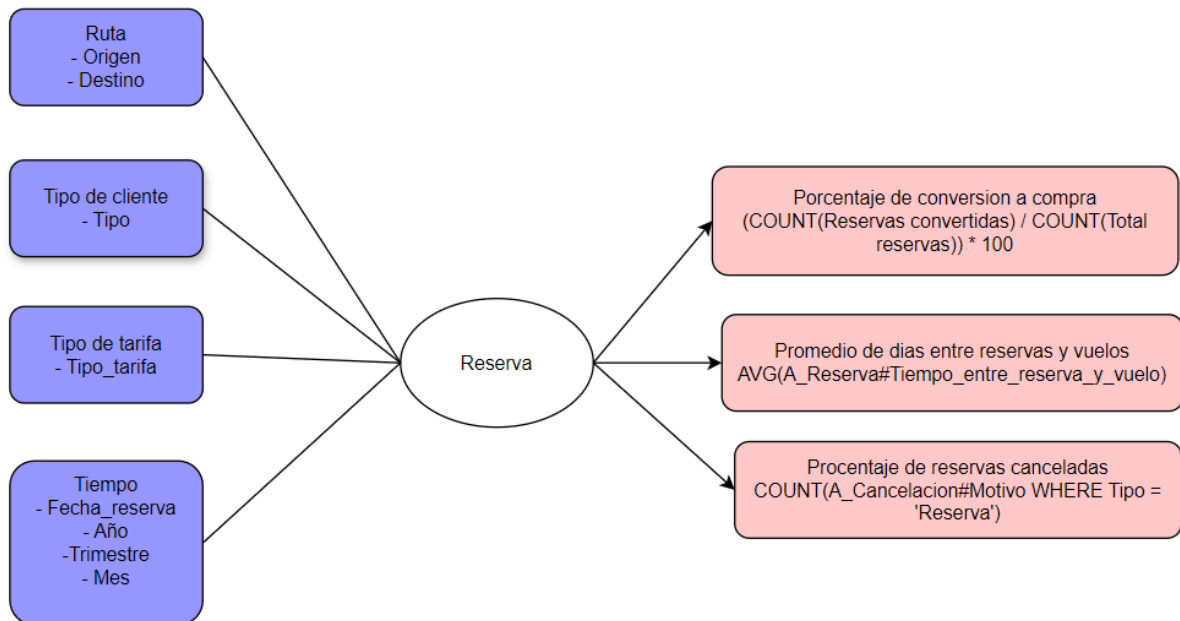 Ruta
- Origen
- Destino
Tipo de cliente
- Tipo
Tipo de tarifa
- Tipo_tarifa
Tiempo
- Fecha_reserva
- Año
-Trimestre
- Mes
Reserva
Porcentaje de conversion a compra
(COUNT(Reservas convertidas) / COUNT(Total
reservas)) * 100
Promedio de dias entre reservas y vuelos
AVG(A_Reserva#Tiempo_entre_reserva_y_vuelo)
Procentaje de reservas canceladas
COUNT(A_Cancelacion#Motivo WHERE Tipo =
'Reserva')